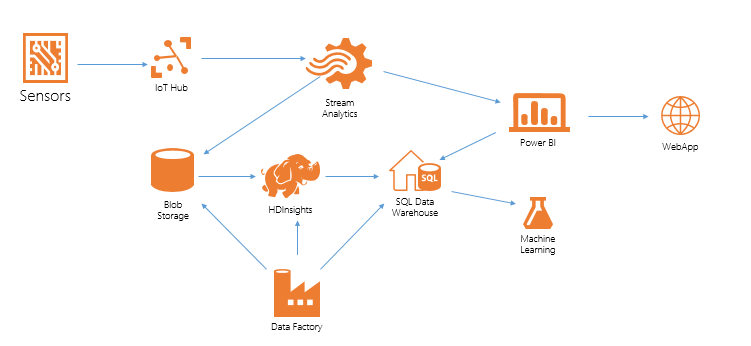 Sensors
IoT Hub
Stream
Analytics
Power BI
WebApp
Blob
Storage
HDInsights
SQL
SQL Data
Warehouse
Machine
Learning
Data Factory